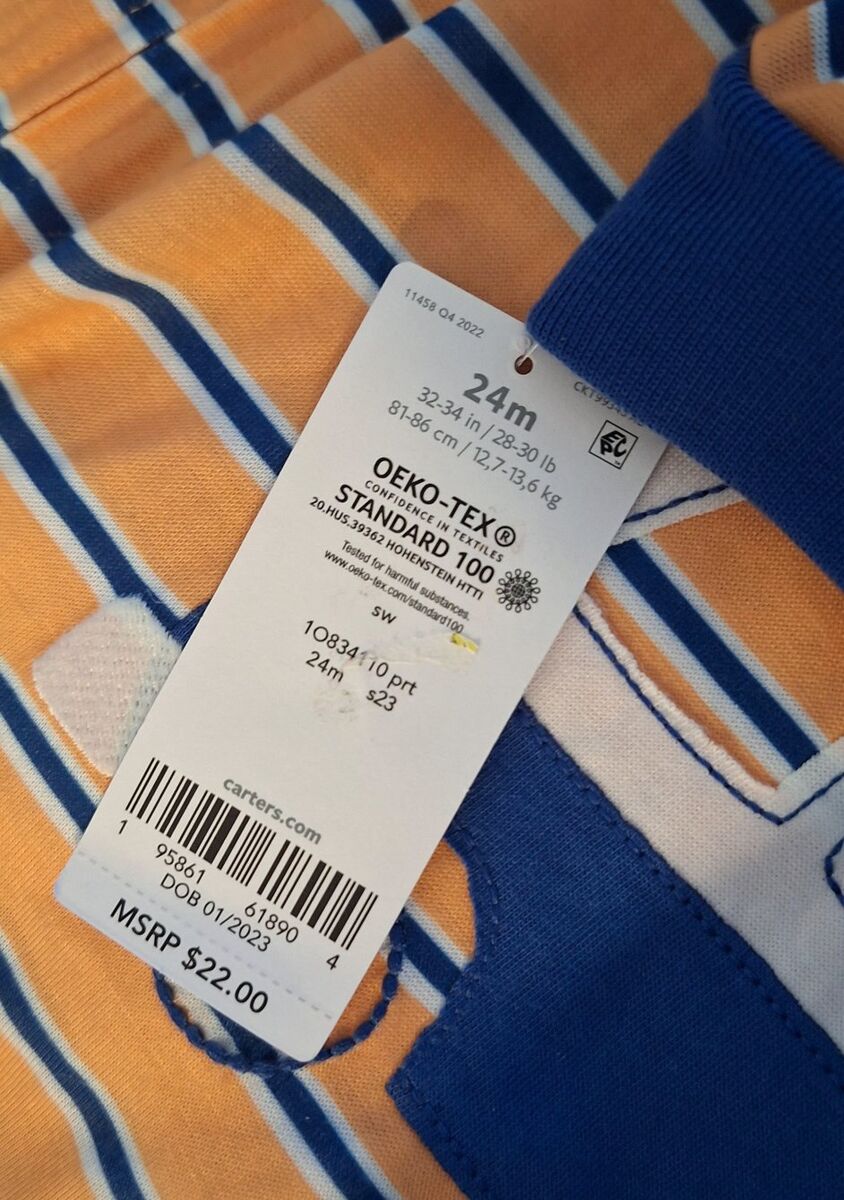 11458 Q4 2022
24m
32-34 in / 28-30 lb
81-86 cm / 12,7-13,6 kg
EPC
OEKO-TEX®
CONFIDENCE IN TEXTILES
STANDARD 100
20.HUS.39362 HOHENSTEIN HTTI
Tested for harmful substances.
www.oeko-tex.com/standard100
sw
1O834110 prt
24m s23
carters.com
1 95861 61890 4
DOB 01/2023
MSRP $22.00